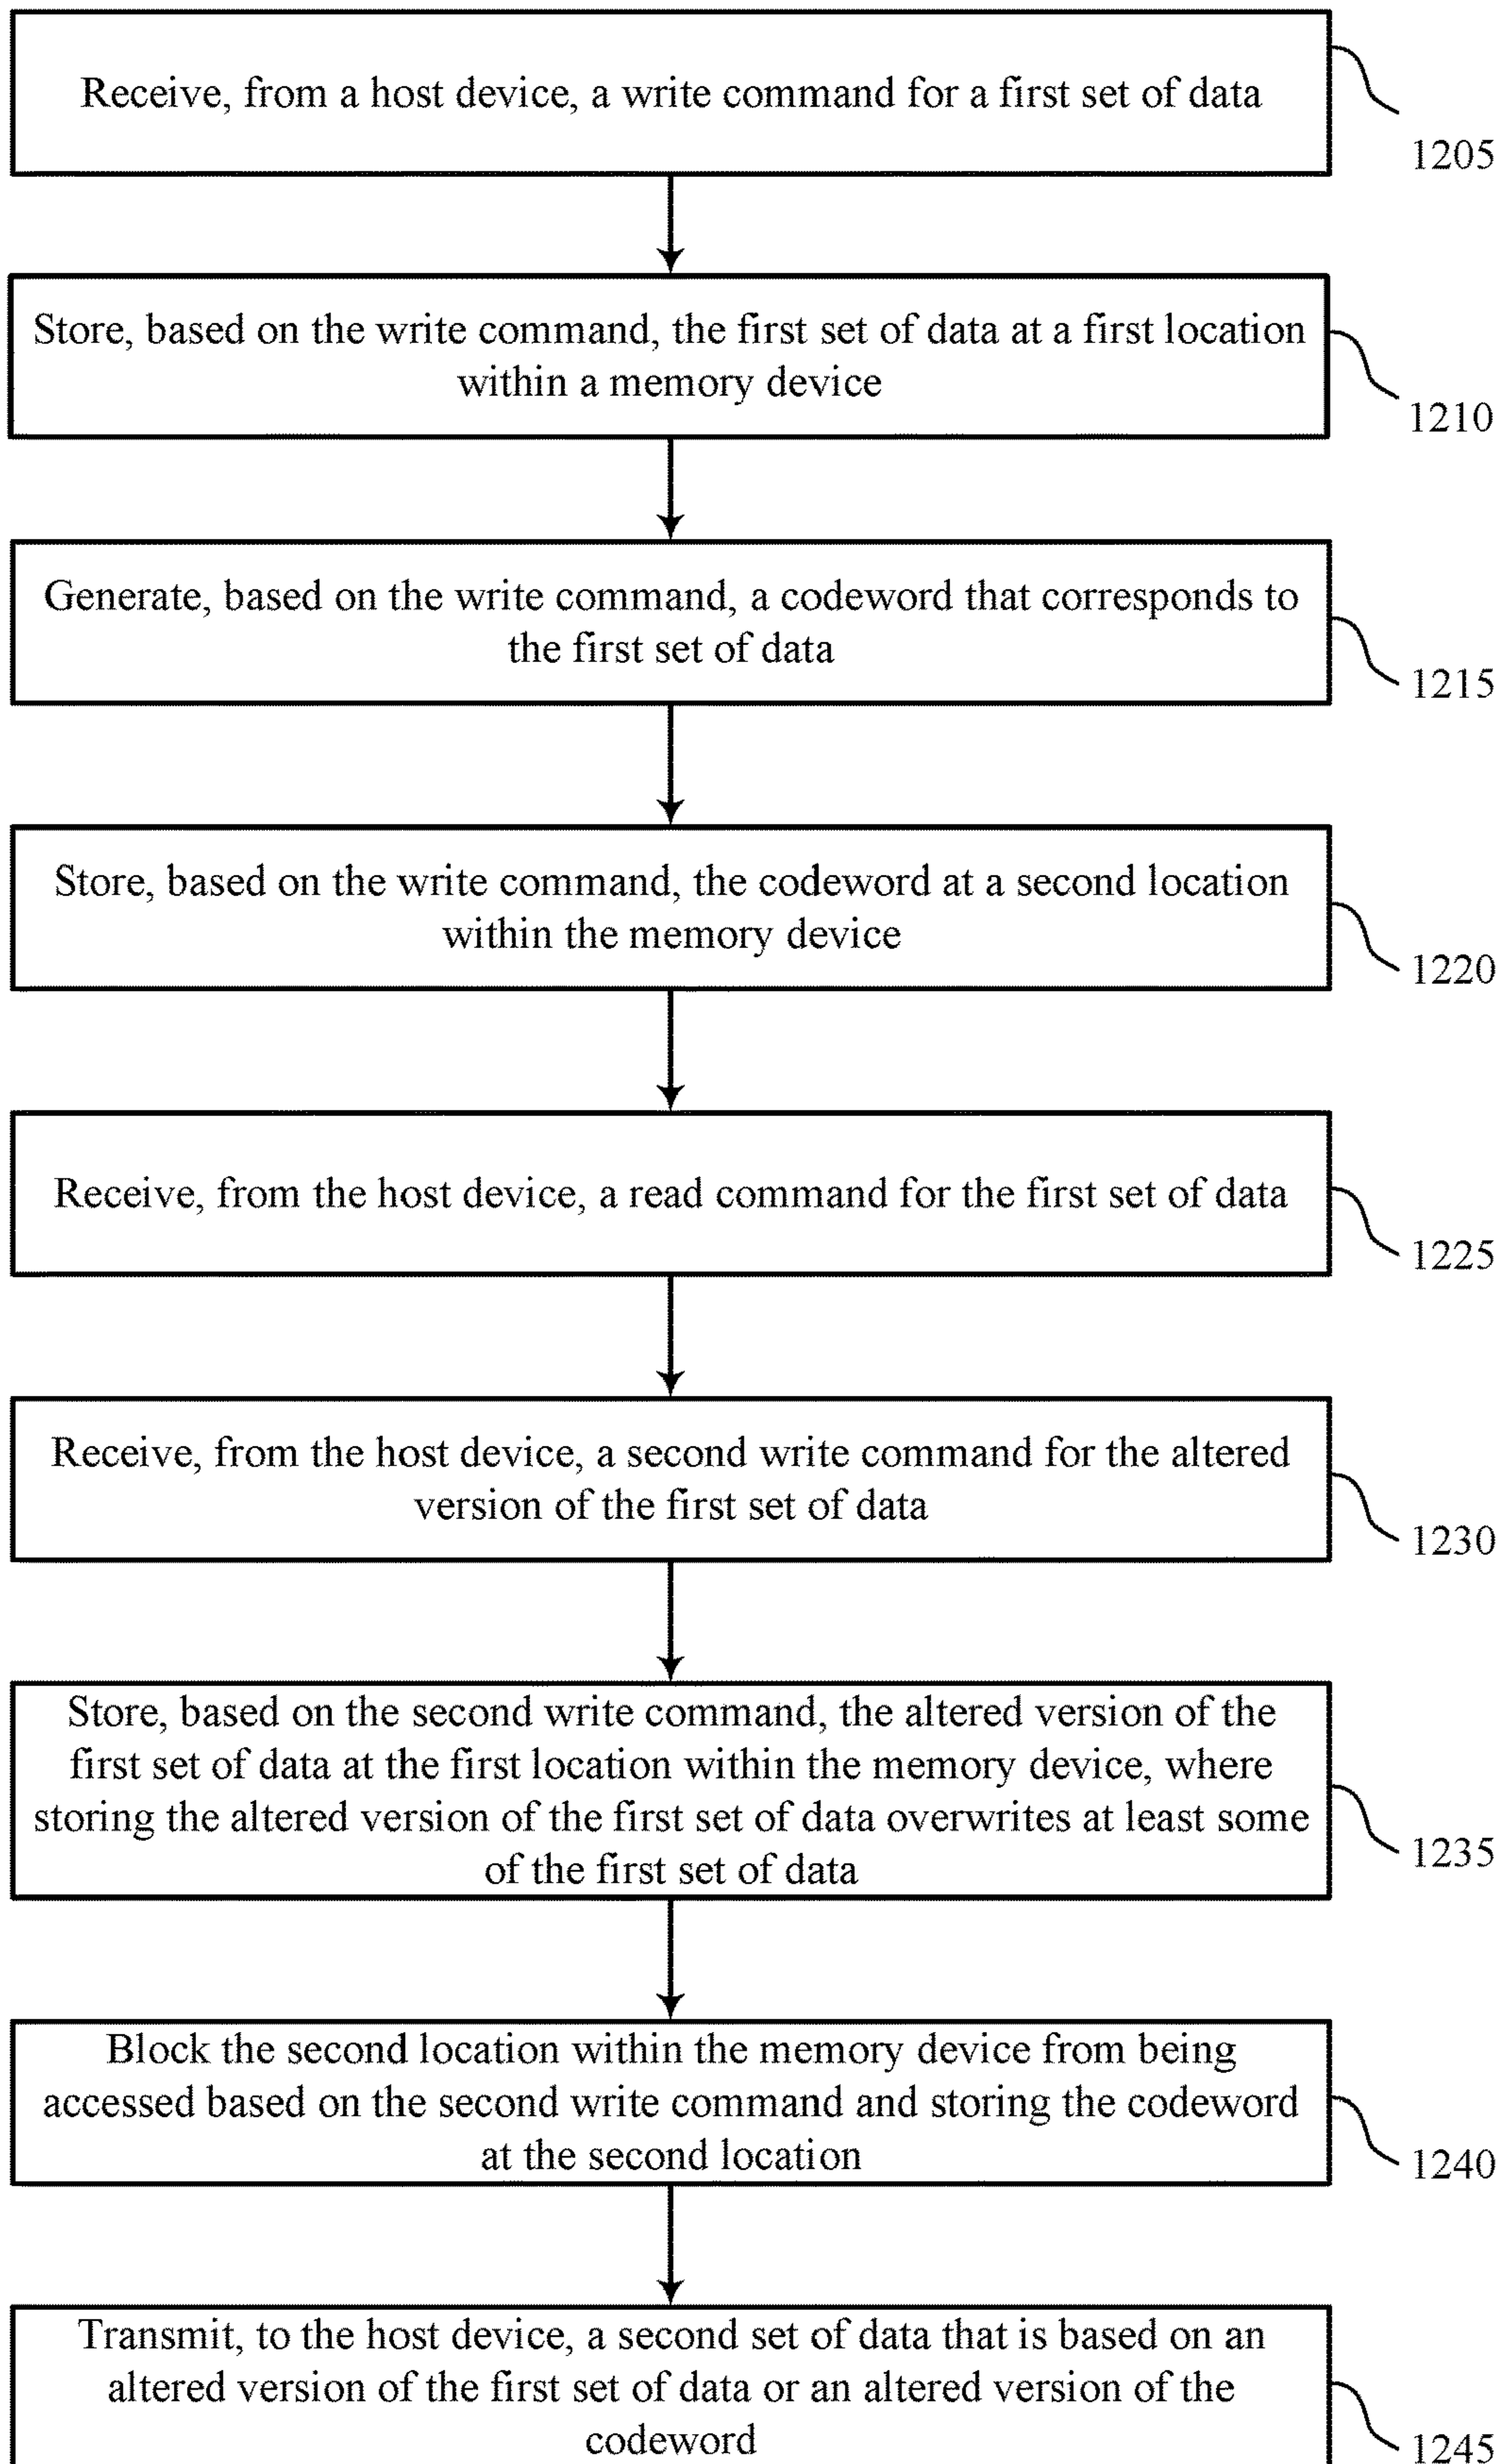 Receive, from a host device, a write command for a first set of data
1205
Store, based on the write command, the first set of data at a first location
within a memory device
1210
Generate, based on the write command, a codeword that corresponds to
the first set of data
1215
Store, based on the write command, the codeword at a second location
within the memory device
1220
Receive, from the host device, a read command for the first set of data
1225
Receive, from the host device, a second write command for the altered
version of the first set of data
1230
Store, based on the second write command, the altered version of the
first set of data at the first location within the memory device, where
storing the altered version of the first set of data overwrites at least some
of the first set of data
1235
Block the second location within the memory device from being
accessed based on the second write command and storing the codeword
at the second location
1240
Transmit, to the host device, a second set of data that is based on an
altered version of the first set of data or an altered version of the
codeword
1245